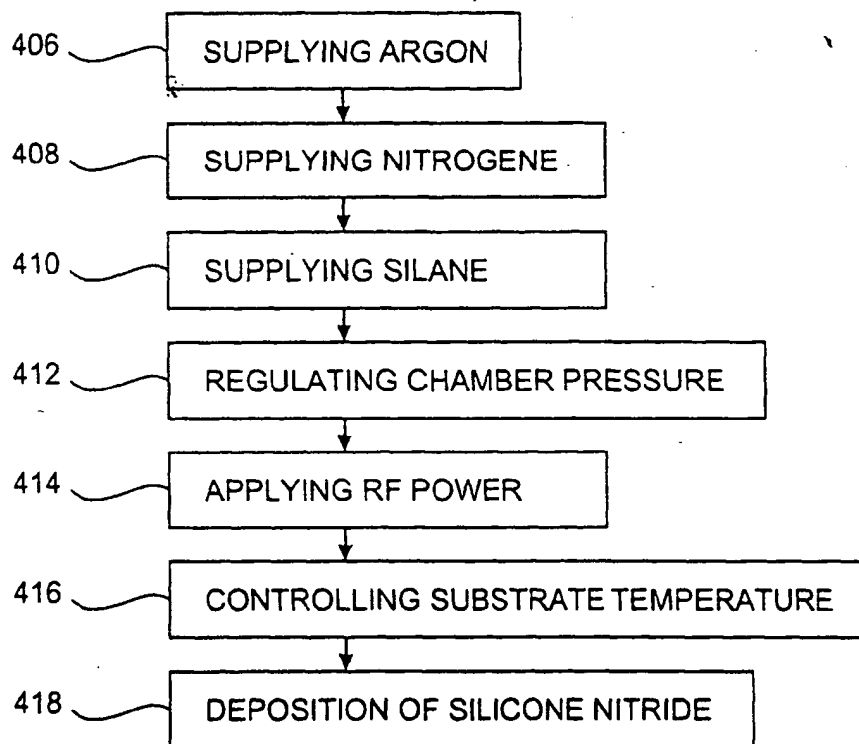 406 SUPPLYING ARGON
408 SUPPLYING NITROGENE
410 SUPPLYING SILANE
412 REGULATING CHAMBER PRESSURE
414 APPLYING RF POWER
416 CONTROLLING SUBSTRATE TEMPERATURE
418 DEPOSITION OF SILICONE NITRIDE